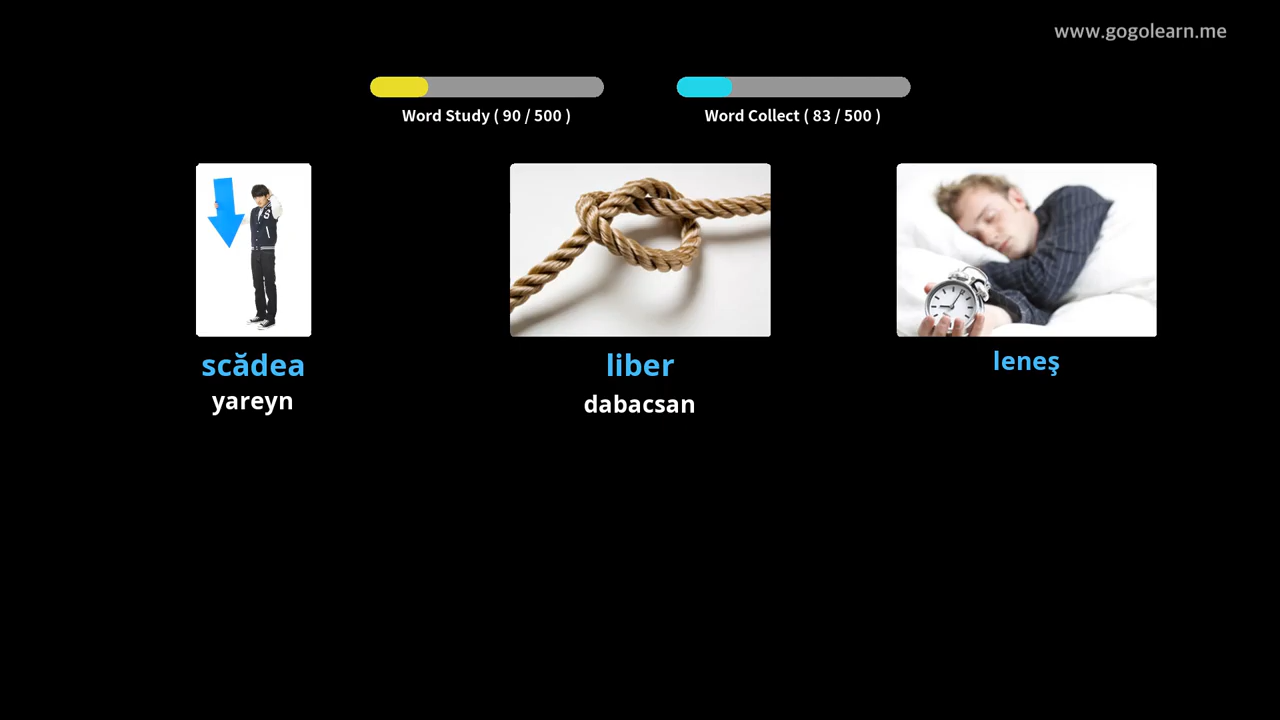 www.gogolearn.me
Word Study ( 90 / 500 )
Word Collect ( 83 / 500 )
S
scădea
liber
leneş
yareyn
dabacsan